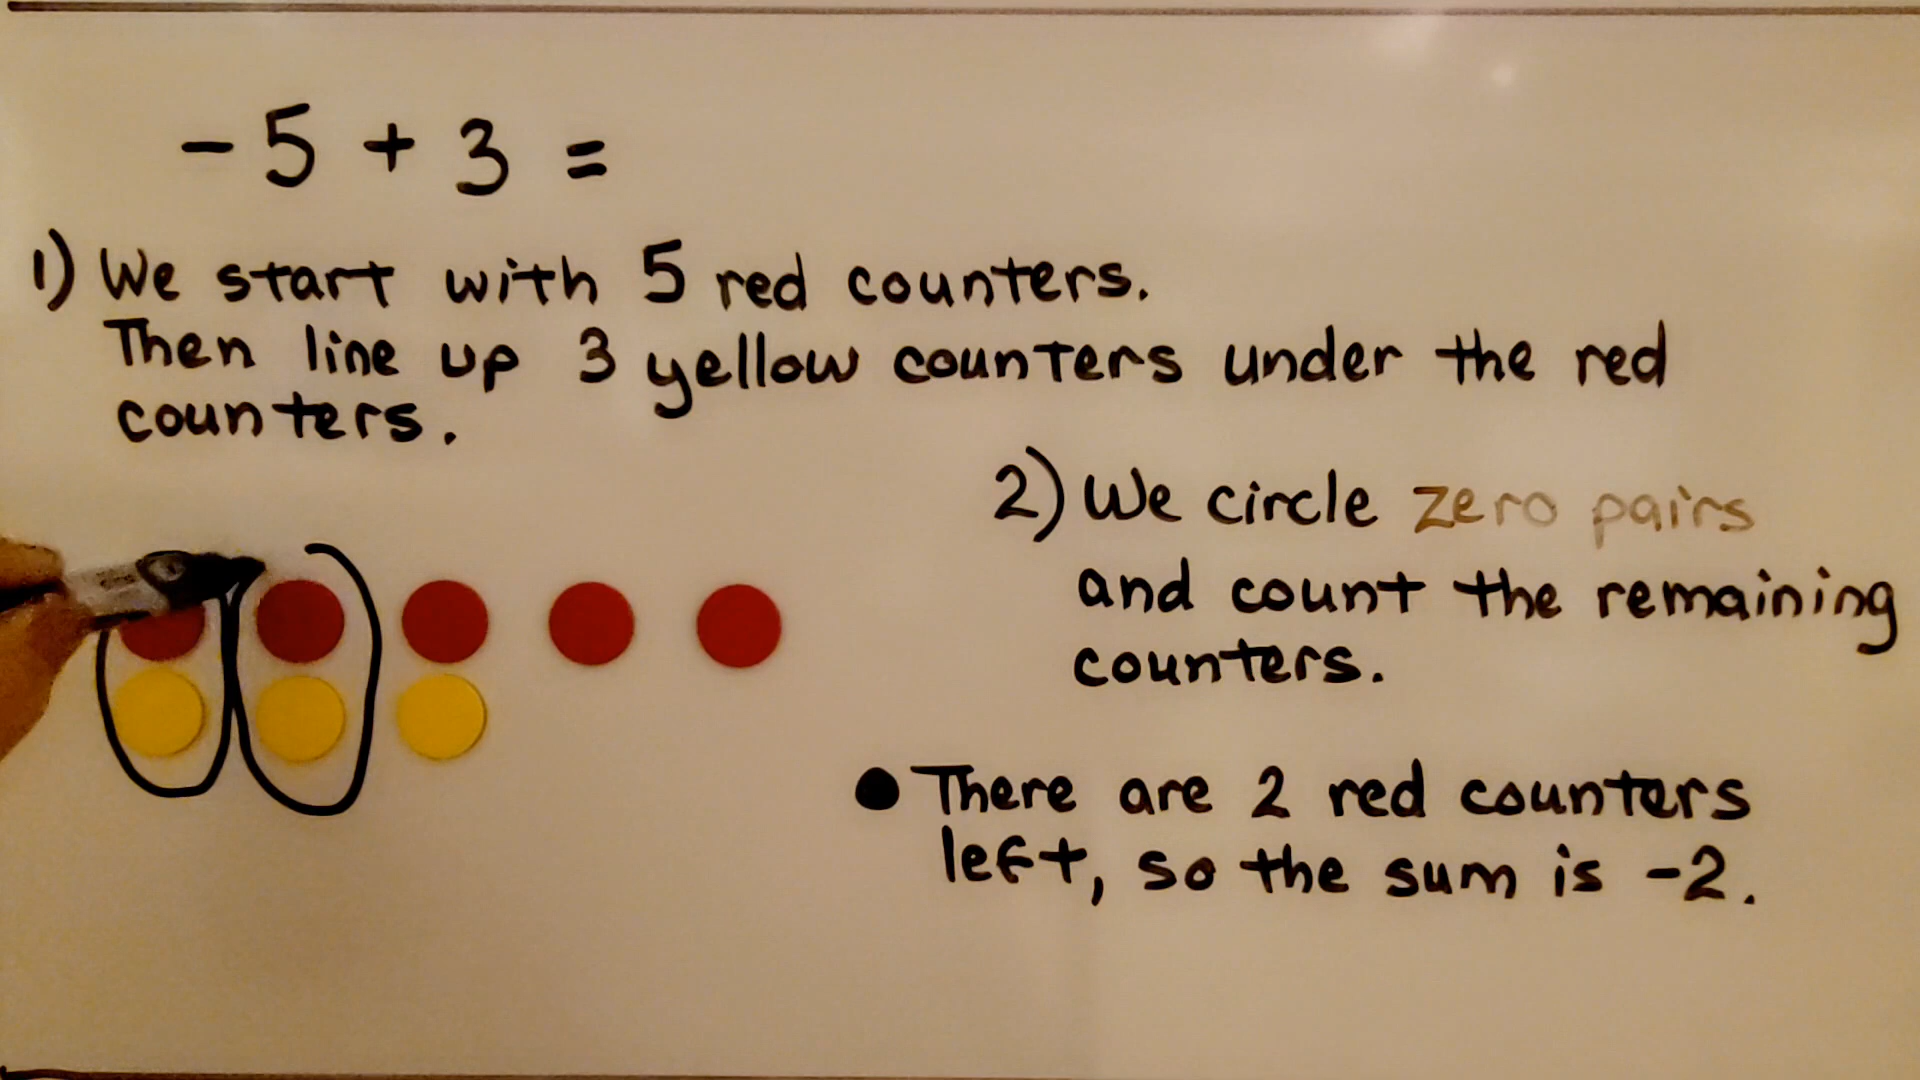 - 5 + 3 =
1) We start with 5 red counters.
Then line up 3 yellow counters under the red
counters.
2) We circle zero pairs
and count the remaining
counters.
• There are 2 red counters
left, so the sum is -2.